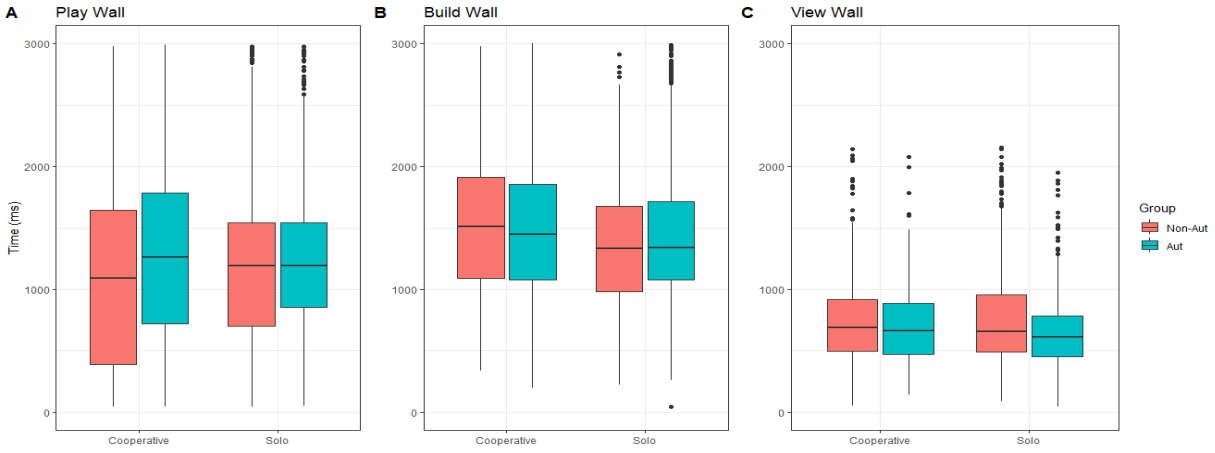 A Play Wall
B Build Wall
C View Wall
Time (ms)
3000
2000
1000
0
Cooperative Solo
3000
2000
1000
0
Cooperative Solo
3000
2000
1000
0
Cooperative Solo
Group
Non-Aut
Aut